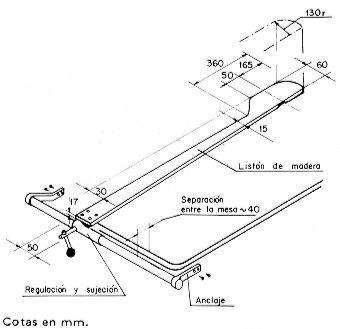 130r
360
165
50
60
15
Listón de madera
30
Separación
entre la mesa ~40
17
50
Regulación y sujeción
Anclaje
Cotas en mm.